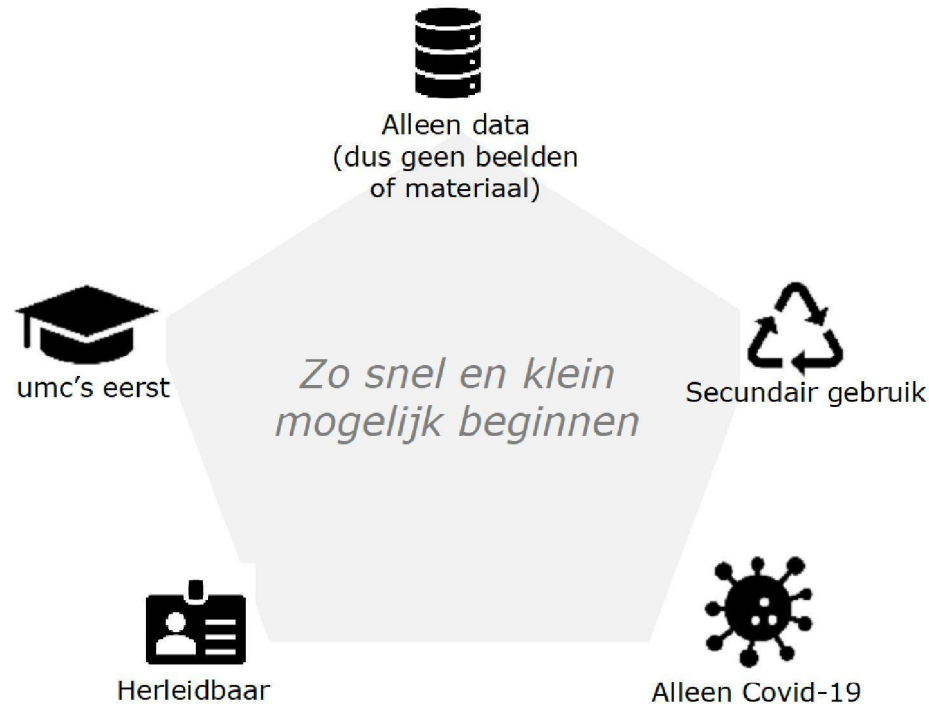 Alleen data
(dus geen beelden
of materiaal)
umc's eerst
Zo snel en klein
mogelijk beginnen
Secundair gebruik
Herleidbaar
Alleen Covid-19